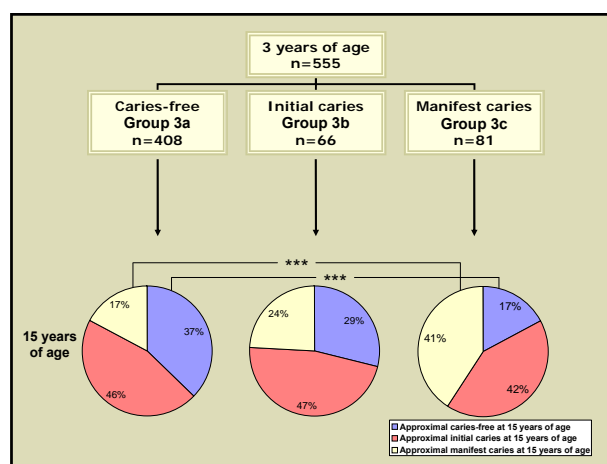 3 years of age
n=555
Caries-free
Group 3a
n=408
Initial caries
Group 3b
n=66
Manifest caries
Group 3c
n=81
***
***
17%
37%
46%
24%
29%
47%
17%
41%
42%
15 years
of age
Approximal caries-free at 15 years of age
Approximal initial caries at 15 years of age
Approximal manifest caries at 15 years of age